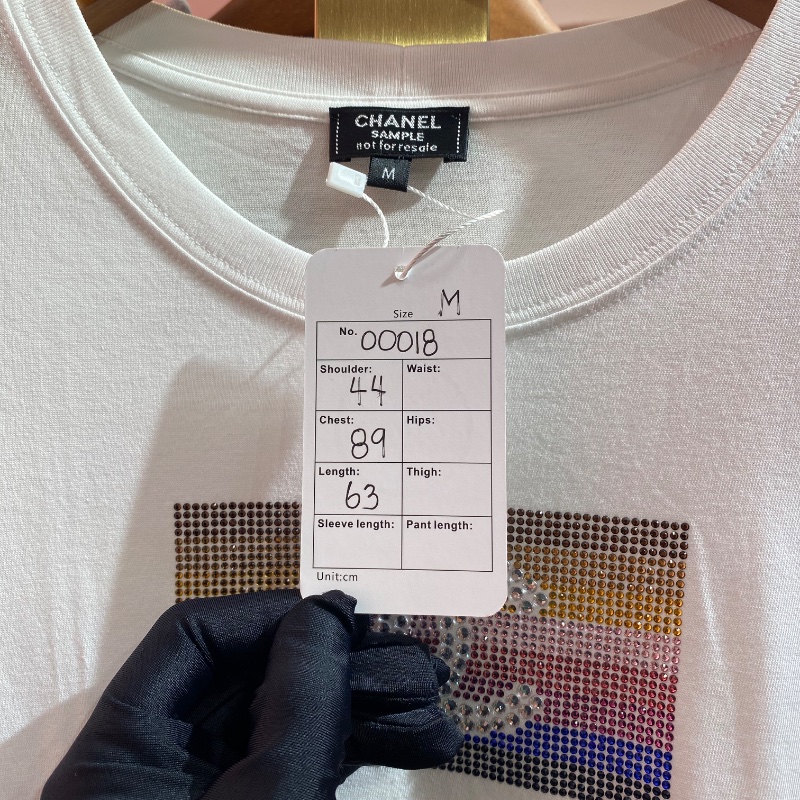 CHANEL
SAMPLE
not for resale
M
Size M
No. 00018
Shoulder: 44 Waist:
Chest: 89 Hips:
Length: 63 Thigh:
Sleeve length: Pant length:
Unit:cm